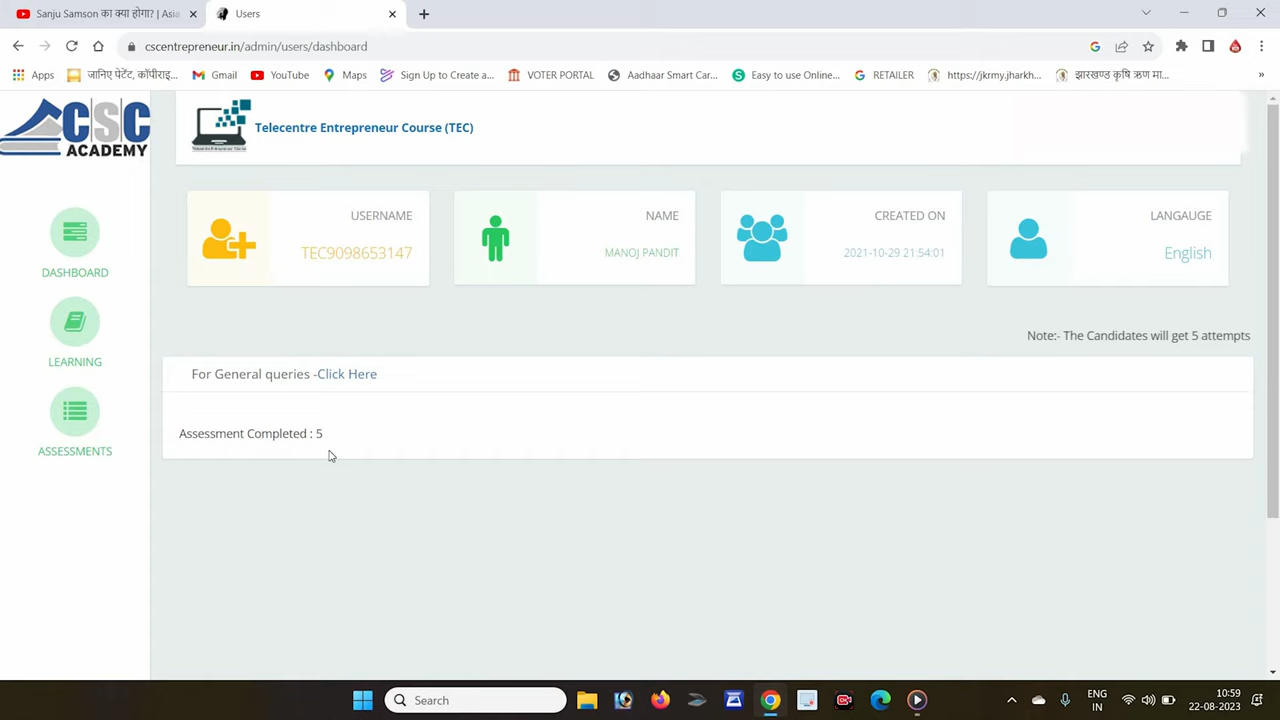 Sanju Samson का क्या होगा? | Asia
Users
cscentrepreneur.in/admin/users/dashboard
Apps
जानिए पेटेंट, कॉपीराइ...
Gmail
YouTube
Maps
Sign Up to Create a...
VOTER PORTAL
Aadhaar Smart Car...
Easy to use Online...
RETAILER
https://jkrmy.jharkh...
झारखण्ड कृषि ऋण मा...
»
CSC
ACADEMY
Telecentre Entrepreneur Course (TEC)
USERNAME
TEC9098653147
NAME
MANOJ PANDIT
CREATED ON
2021-10-29 21:54:01
LANGAUGE
English
DASHBOARD
LEARNING
ASSESSMENTS
Note:- The Candidates will get 5 attempts
For General queries -Click Here
Assessment Completed : 5
Search
ENG
IN
10:59
22-08-2023